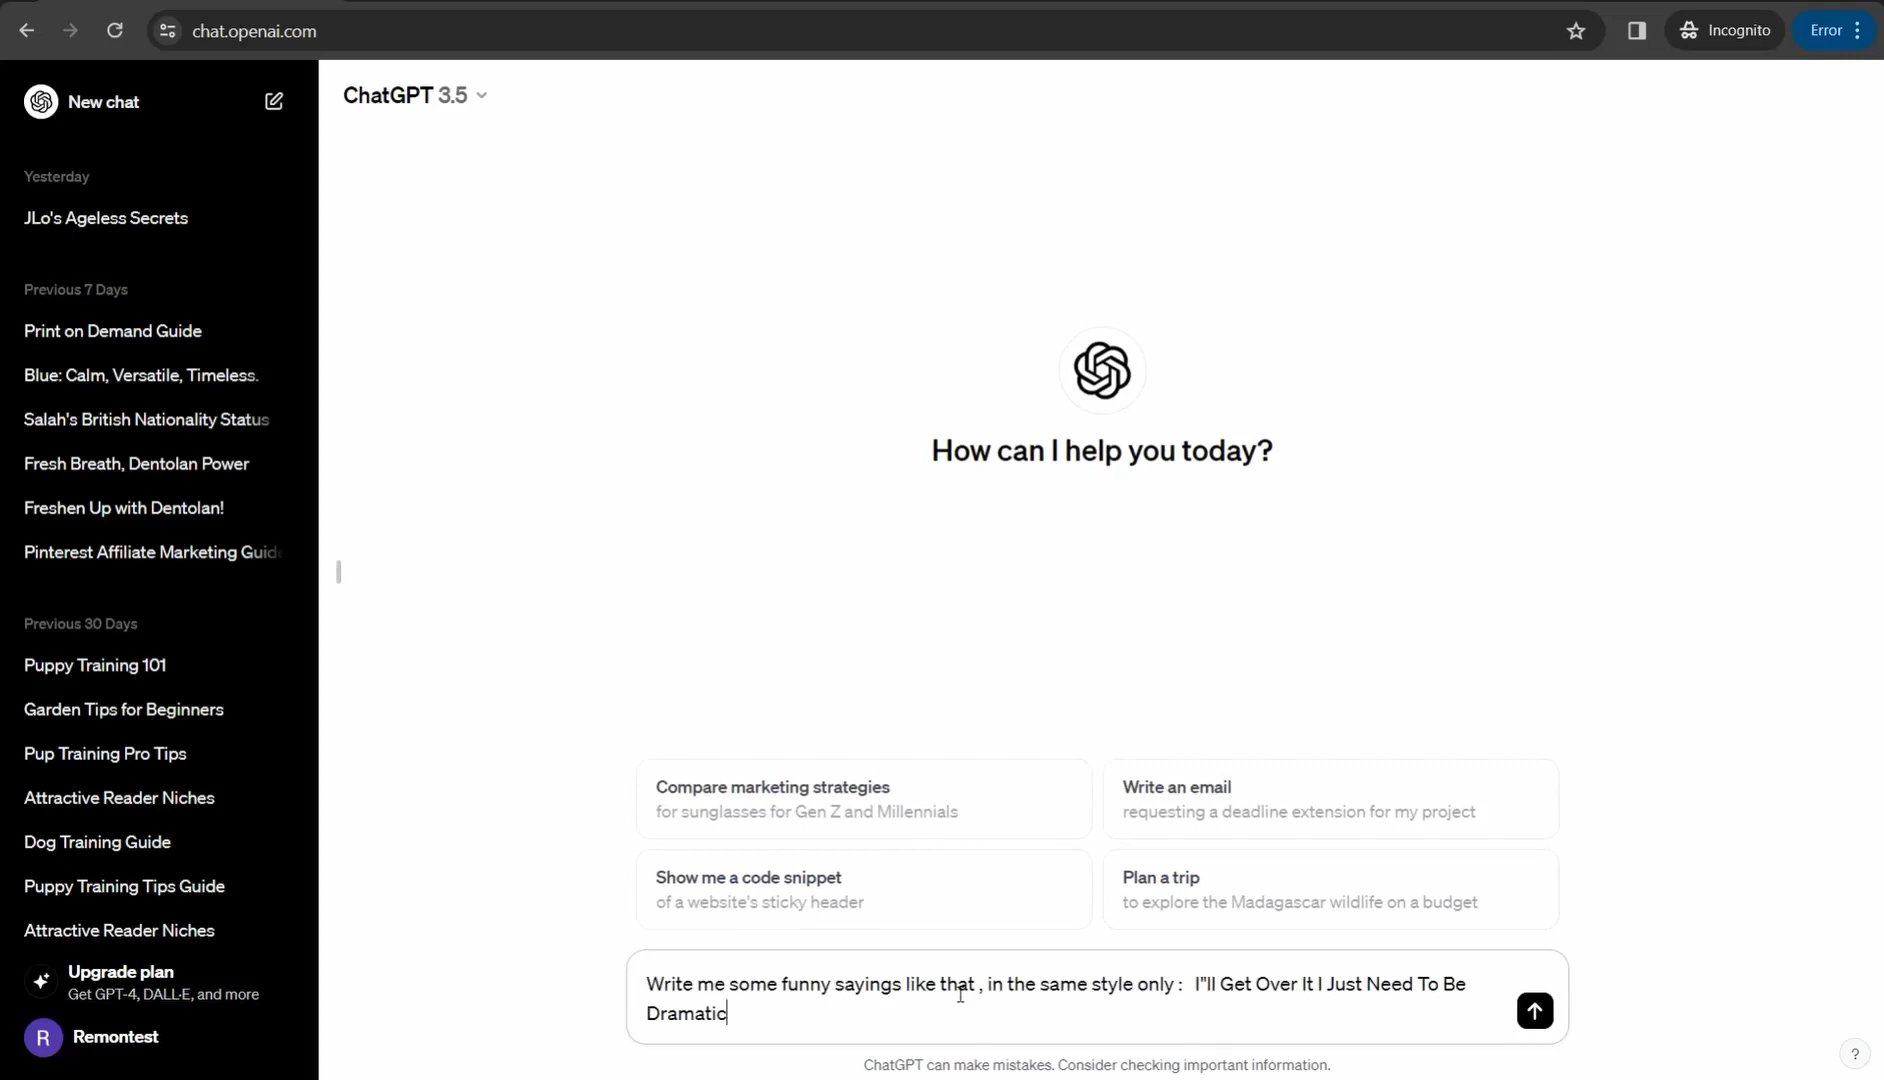 chat.openai.com
Incognito
Error
New chat
ChatGPT 3.5
Yesterday
JLo's Ageless Secrets
Previous 7 Days
Print on Demand Guide
Blue: Calm, Versatile, Timeless.
Salah's British Nationality Status
Fresh Breath, Dentolan Power
Freshen Up with Dentolan!
Pinterest Affiliate Marketing Guide
Previous 30 Days
Puppy Training 101
Garden Tips for Beginners
Pup Training Pro Tips
Attractive Reader Niches
Dog Training Guide
Puppy Training Tips Guide
Attractive Reader Niches
Upgrade plan
Get GPT-4, DALL·E, and more
R
Remontest
How can I help you today?
Compare marketing strategies
for sunglasses for Gen Z and Millennials
Write an email
requesting a deadline extension for my project
Show me a code snippet
of a website's sticky header
Plan a trip
to explore the Madagascar wildlife on a budget
Write me some funny sayings like that , in the same style only : I"ll Get Over It I Just Need To Be
Dramatic
ChatGPT can make mistakes. Consider checking important information.
?